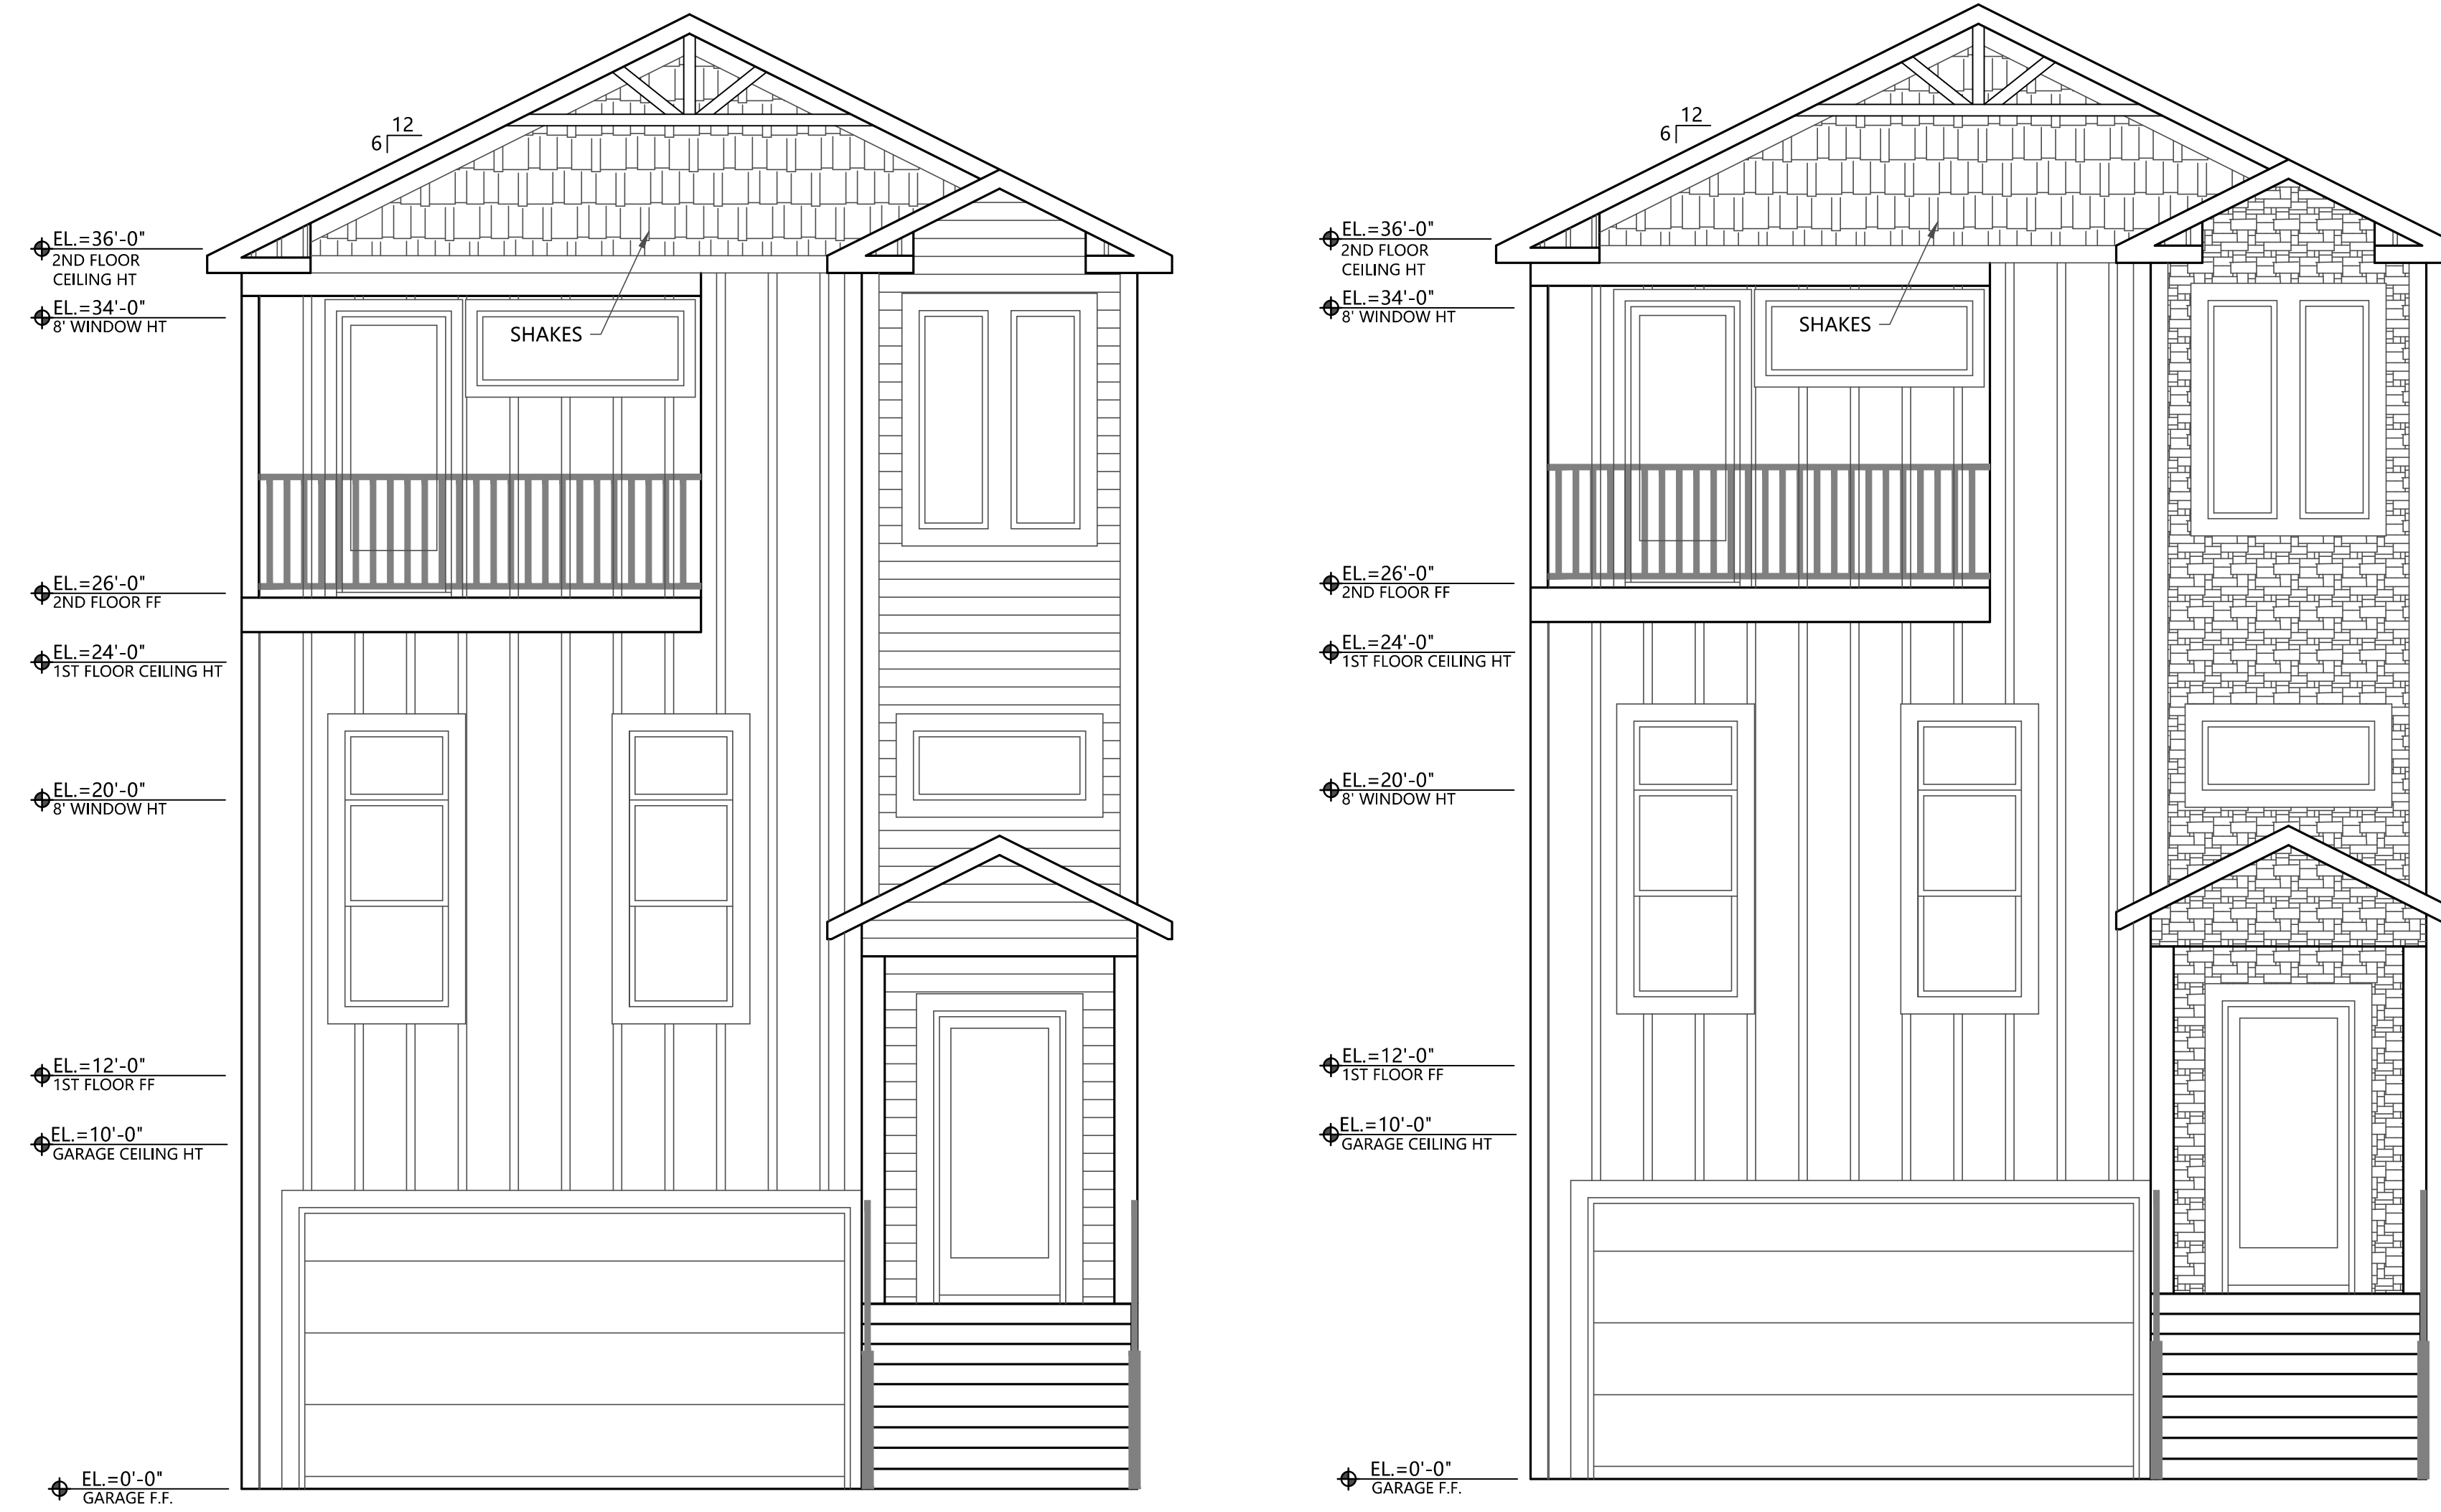 12
6
EL.=36'-0"
2ND FLOOR
CEILING HT
EL.=34'-0"
8' WINDOW HT
SHAKES
EL.=26'-0"
2ND FLOOR FF
EL.=24'-0"
1ST FLOOR CEILING HT
EL.=20'-0"
8' WINDOW HT
EL.=12'-0"
1ST FLOOR FF
EL.=10'-0"
GARAGE CEILING HT
EL.=0'-0"
GARAGE F.F.
12
6
EL.=36'-0"
2ND FLOOR
CEILING HT
EL.=34'-0"
8' WINDOW HT
SHAKES
EL.=26'-0"
2ND FLOOR FF
EL.=24'-0"
1ST FLOOR CEILING HT
EL.=20'-0"
8' WINDOW HT
EL.=12'-0"
1ST FLOOR FF
EL.=10'-0"
GARAGE CEILING HT
EL.=0'-0"
GARAGE F.F.